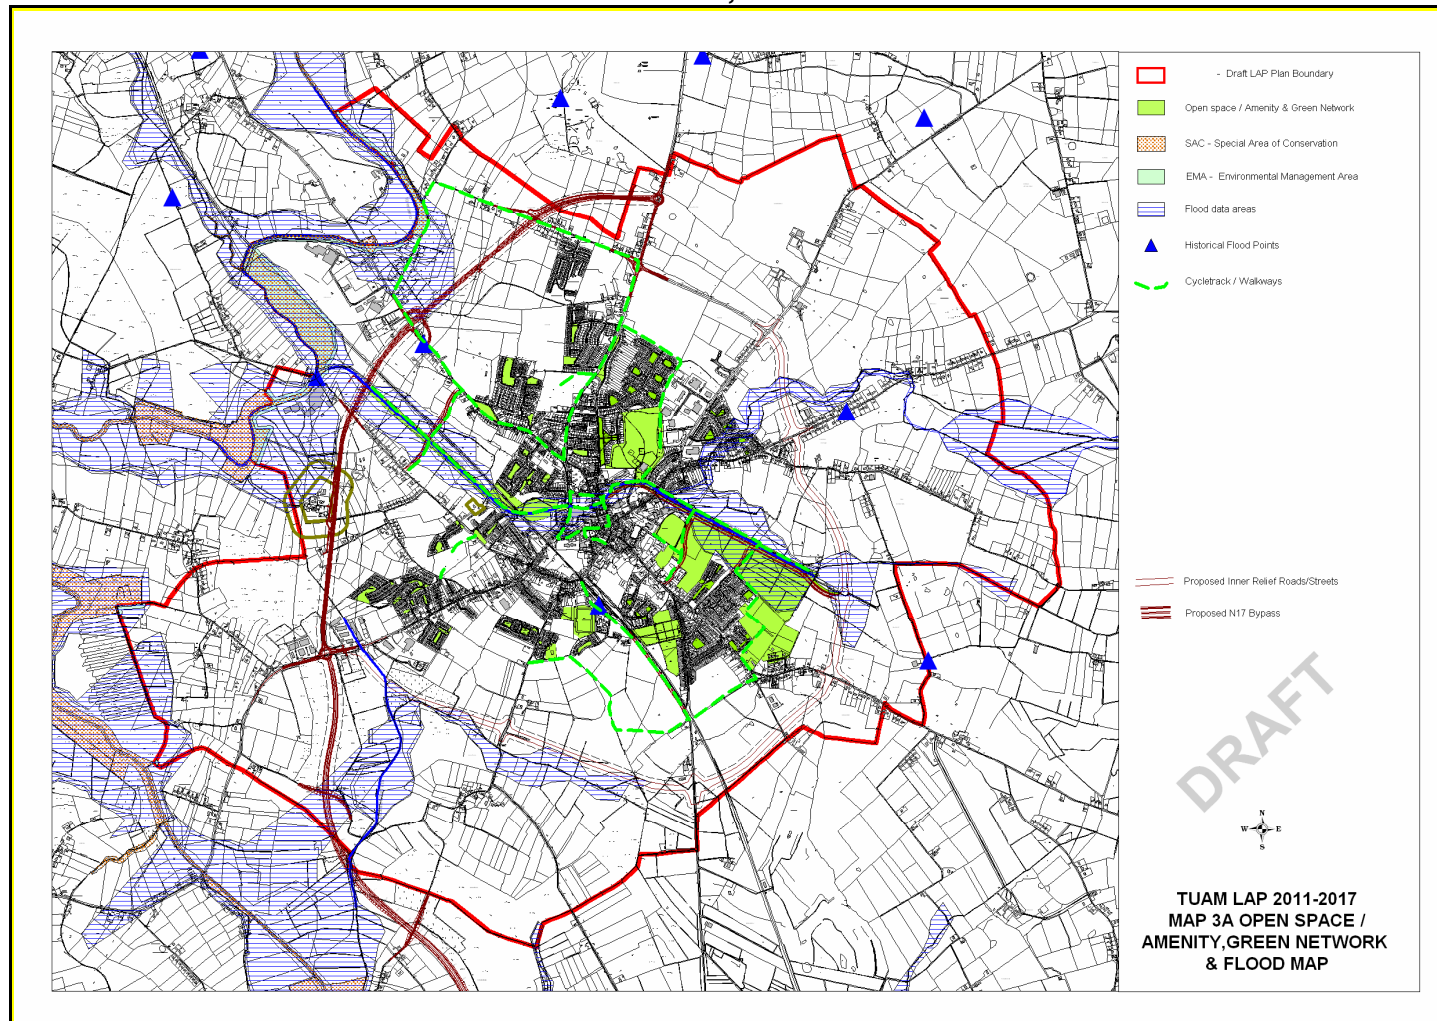 - Draft LAP Plan Boundary
Open space / Amenity & Green Network
SAC - Special Area of Conservation
EMA - Environmental Management Area
Flood data areas
Historical Flood Points
Cycletrack / Walkways
Proposed Inner Relief Roads/Streets
Proposed N17 Bypass
DRAFT
N
W E
S
TUAM LAP 2011-2017
MAP 3A OPEN SPACE /
AMENITY,GREEN NETWORK
& FLOOD MAP